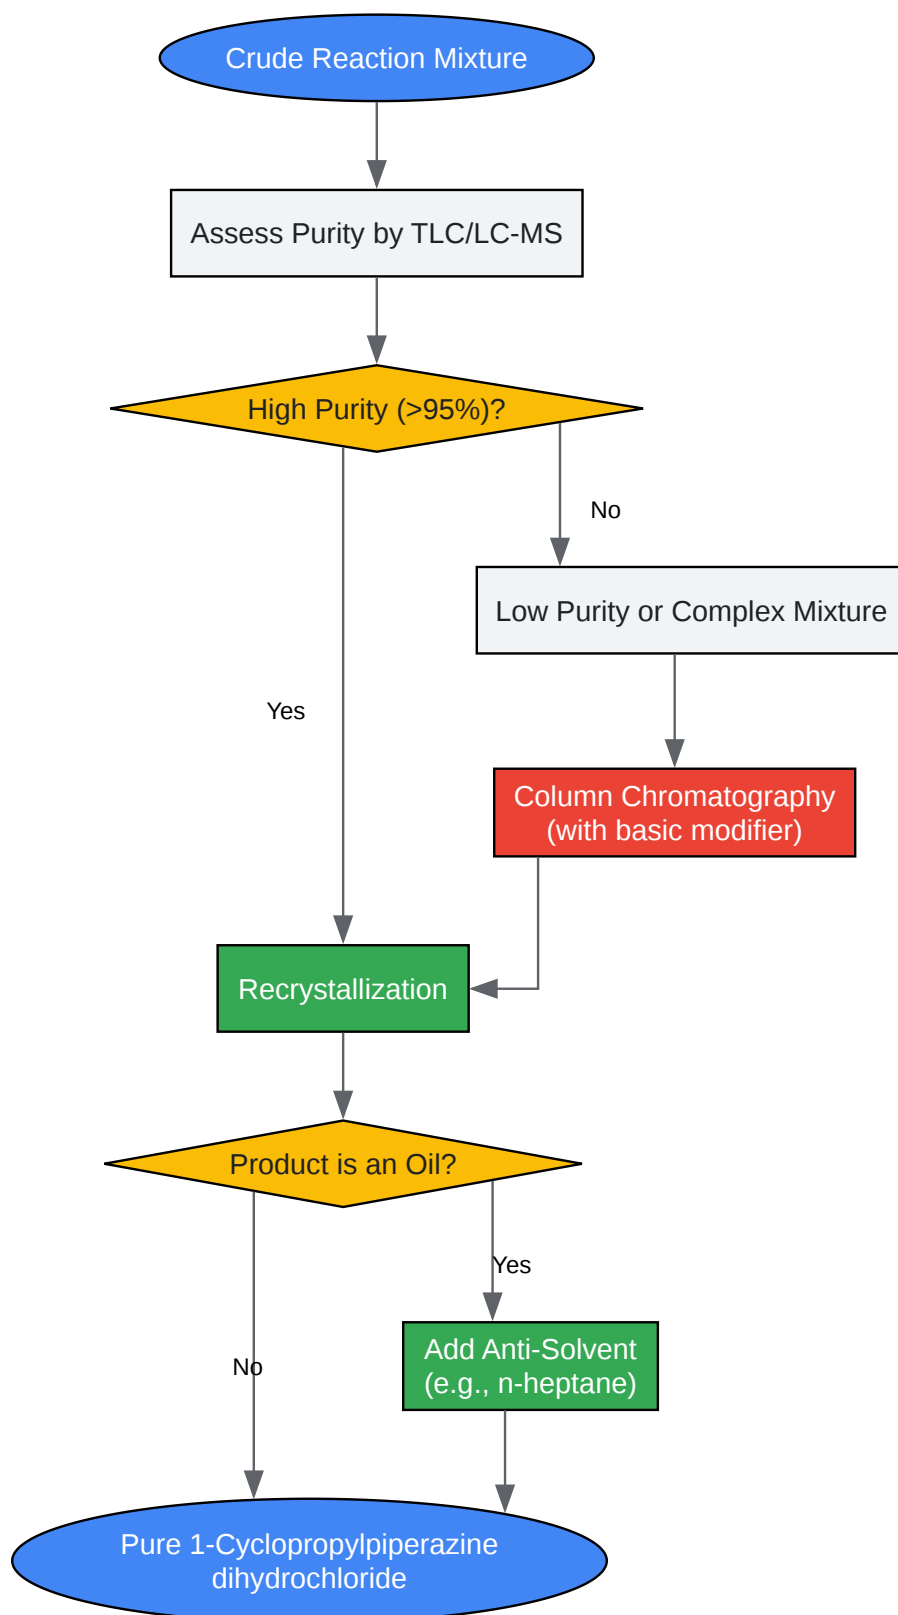 Crude Reaction Mixture
Assess Purity by TLC/LC-MS
High Purity (>95%)?
No
Low Purity or Complex Mixture
Yes
Column Chromatography
(with basic modifier)
Recrystallization
Product is an Oil?
Yes
Add Anti-Solvent
(e.g., n-heptane)
No
Pure 1-Cyclopropylpiperazine
dihydrochloride